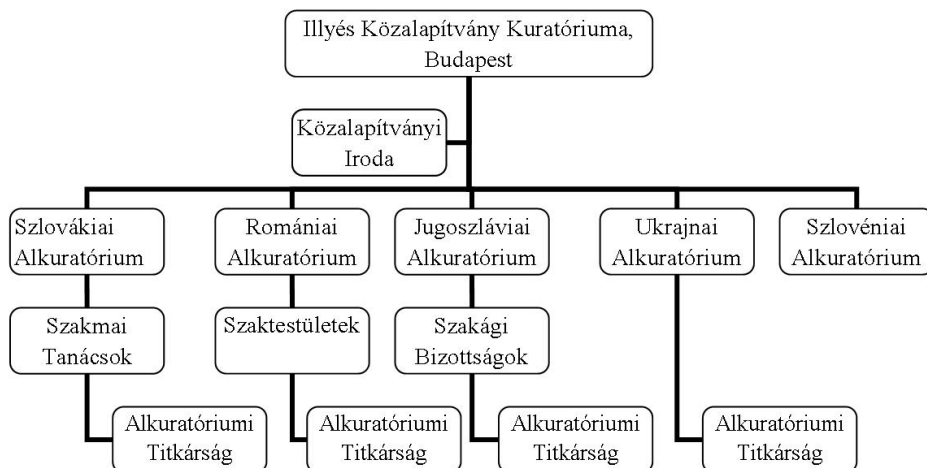 Illyés Közalapítvány Kuratóriuma,
Budapest
Közalapítványi
Iroda
Szlovákiai
Alkuratórium
Romániai
Alkuratórium
Jugoszláviai
Alkuratórium
Ukrajnai
Alkuratórium
Szlovéniai
Alkuratórium
Szakmai
Tanácsok
Szaktestületek
Szakági
Bizottságok
Alkuratóriumi
Titkárság
Alkuratóriumi
Titkárság
Alkuratóriumi
Titkárság
Alkuratóriumi
Titkárság